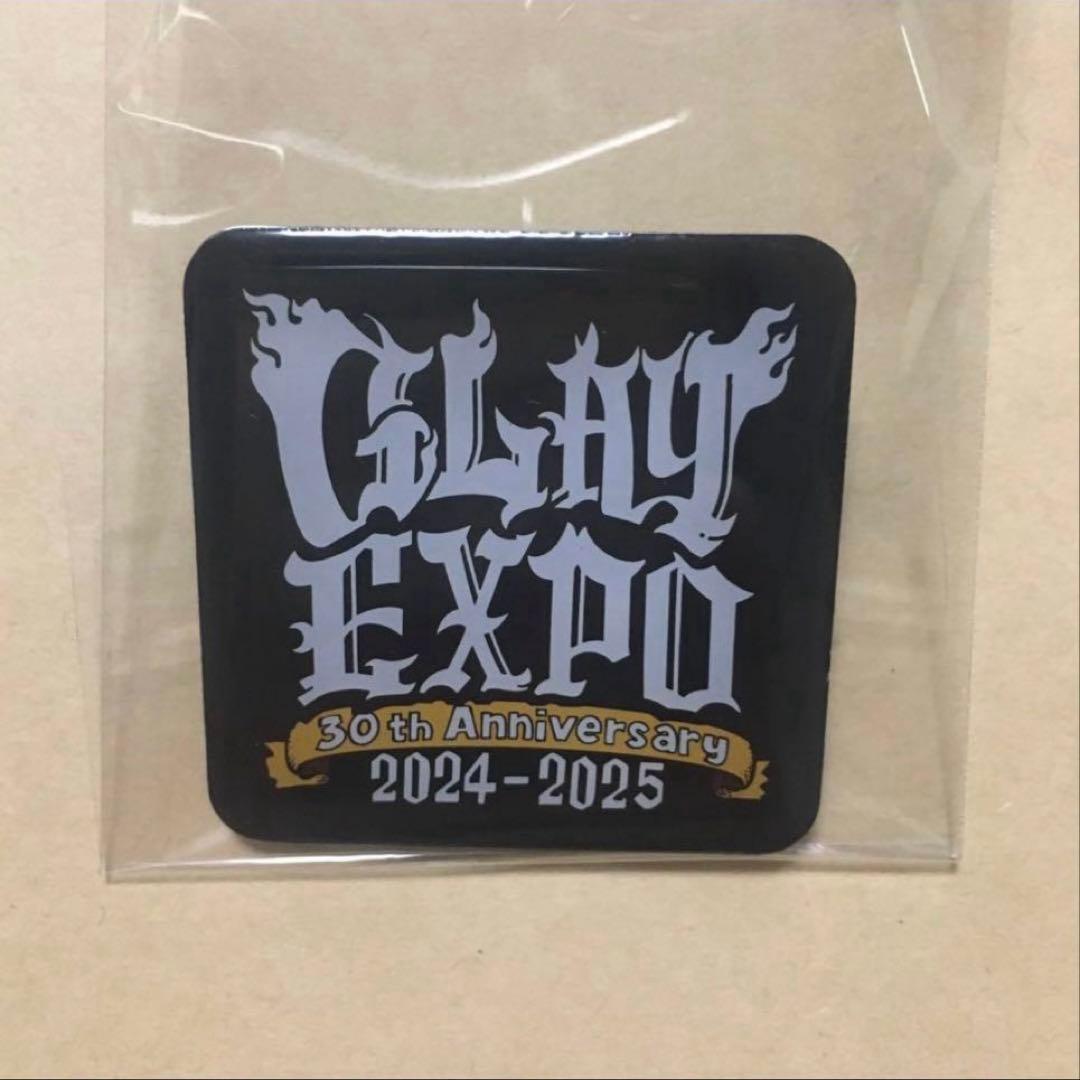 GLAY
EXPO
30th Anniversary
2024-2025